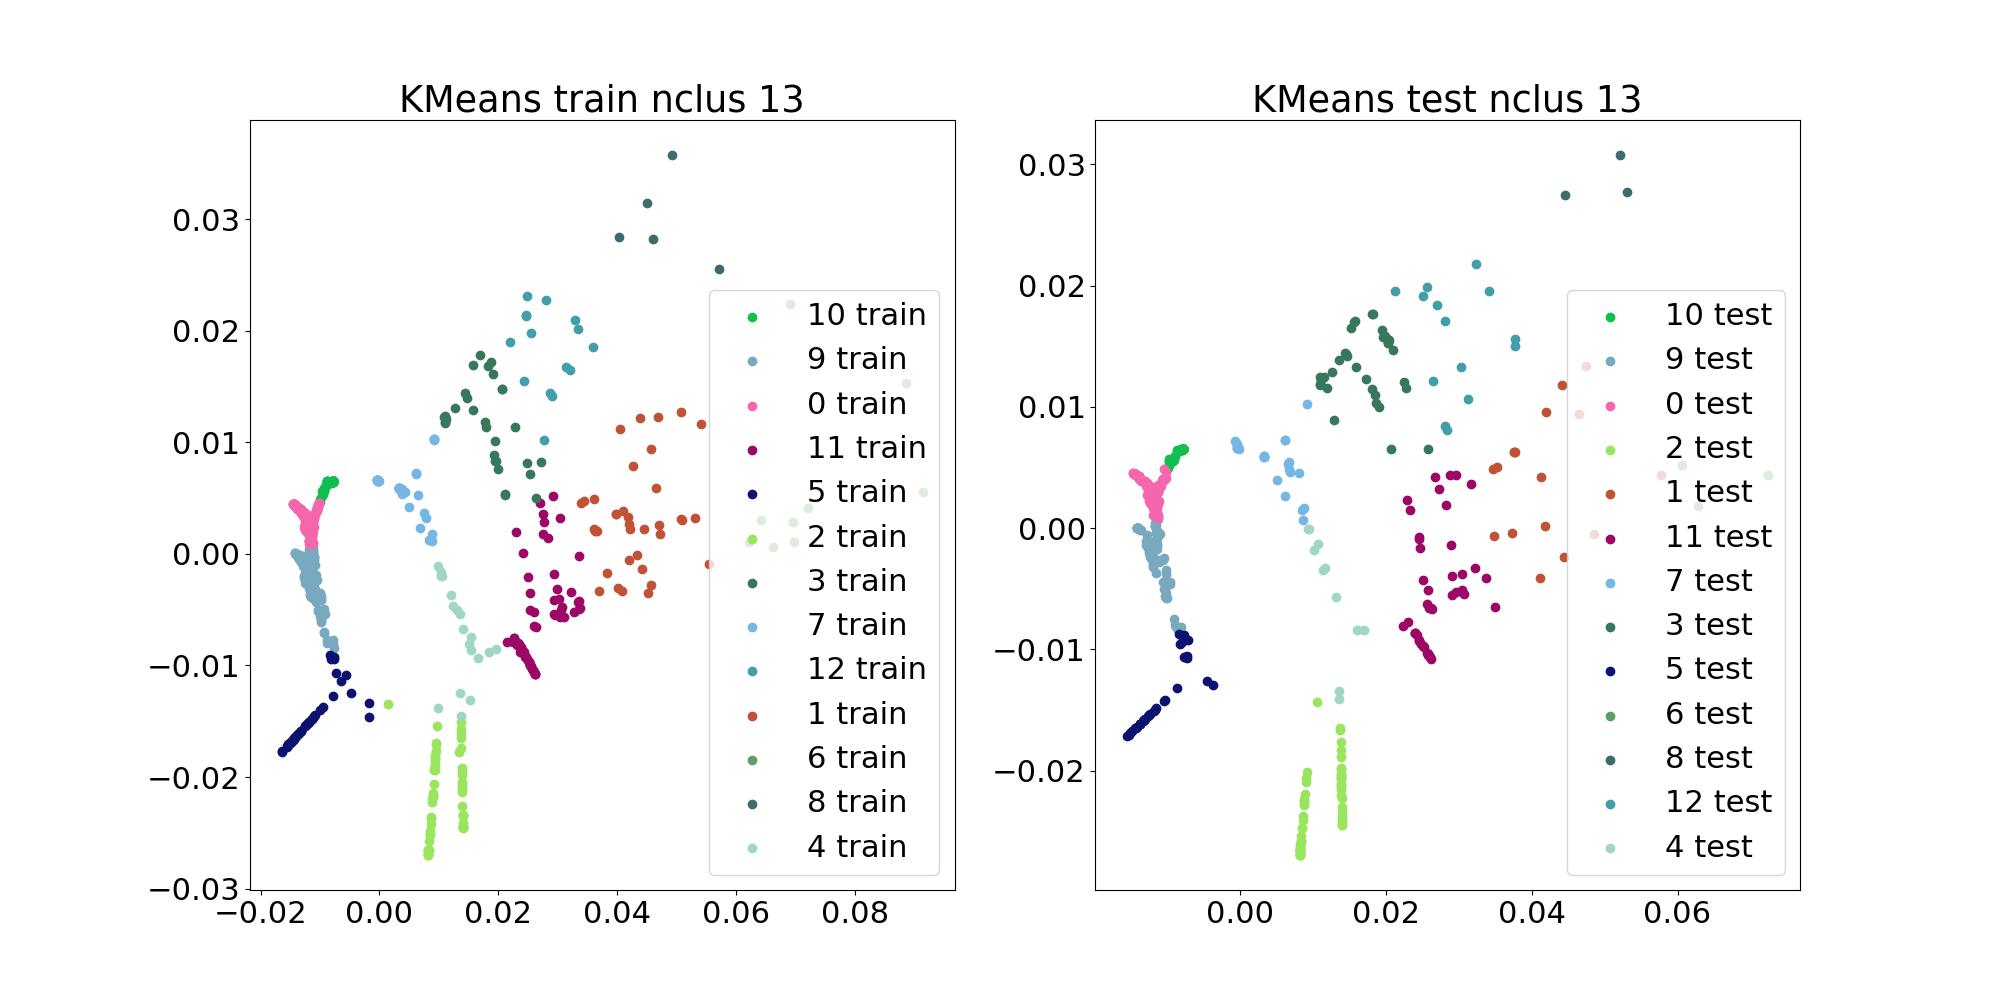 KMeans train nclus 13
0.03
0.02
0.01
0.00
−0.01
−0.02
−0.03
−0.02 0.00 0.02 0.04 0.06 0.08
10 train
9 train
0 train
11 train
5 train
2 train
3 train
7 train
12 train
1 train
6 train
8 train
4 train
KMeans test nclus 13
0.03
0.02
0.01
0.00
−0.01
−0.02
0.00 0.02 0.04 0.06
10 test
9 test
0 test
2 test
1 test
11 test
7 test
3 test
5 test
6 test
8 test
12 test
4 test